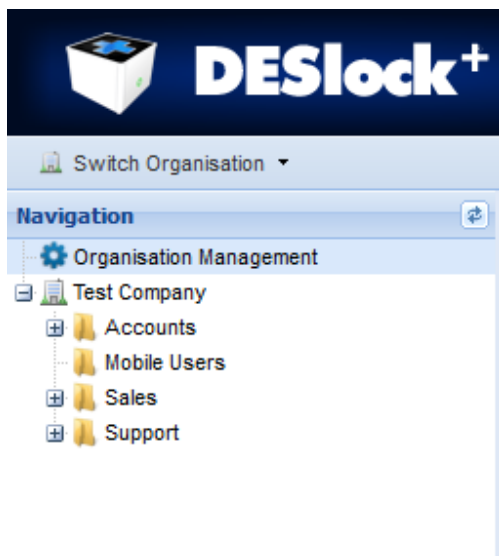 DESlock+
Switch Organisation
Navigation
Organisation Management
Test Company
Accounts
Mobile Users
Sales
Support